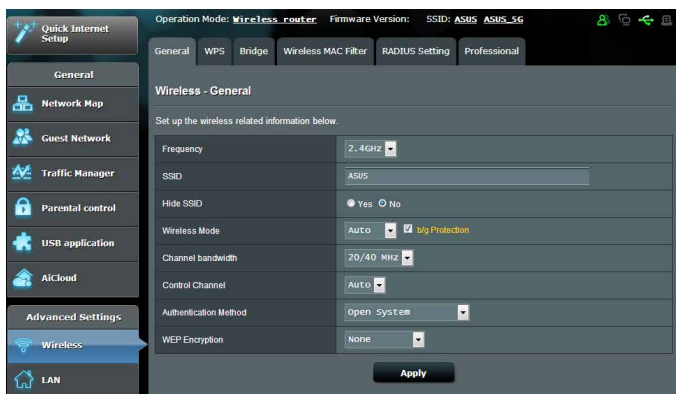 Quick Internet
Setup
Operation Mode: Wireless router Firmware Version: SSID: ASUS ASUS_5G
General WPS Bridge Wireless MAC Filter RADIUS Setting Professional
General
Network Map
Guest Network
Traffic Manager
Parental control
USB application
AiCloud
Advanced Settings
Wireless
LAN
Wireless - General
Set up the wireless related information below.
Frequency 2.4GHz
SSID ASUS
Hide SSID Yes No
Wireless Mode Auto b/g Protection
Channel bandwidth 20/40 MHz
Control Channel Auto
Authentication Method Open System
WEP Encryption None
Apply